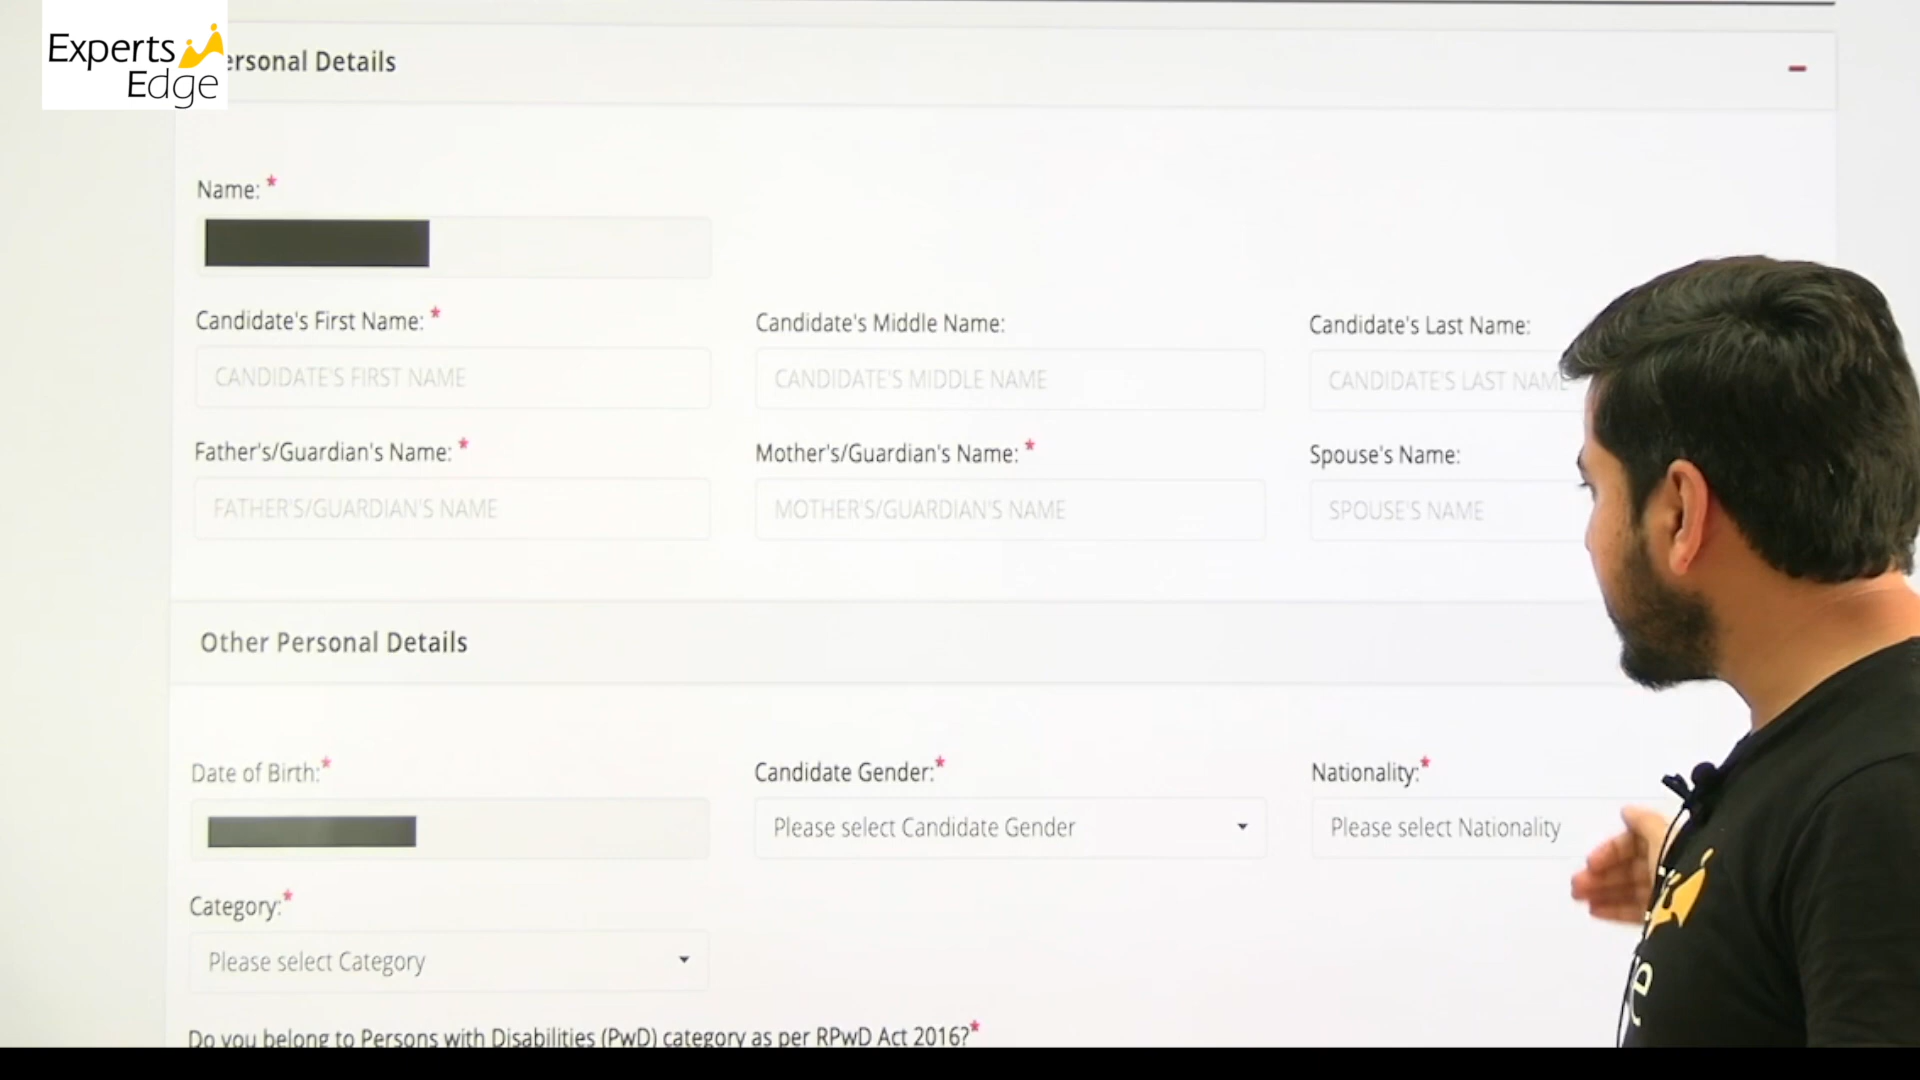 Experts
Edge
ersonal Details
Name: *
Candidate's First Name: *
Candidate's Middle Name:
Candidate's Last Name:
CANDIDATE'S FIRST NAME
CANDIDATE'S MIDDLE NAME
CANDIDATE'S LAST NAME
Father's/Guardian's Name: *
Mother's/Guardian's Name: *
Spouse's Name:
FATHER'S/GUARDIAN'S NAME
MOTHER'S/GUARDIAN'S NAME
SPOUSE'S NAME
Other Personal Details
Date of Birth:*
Candidate Gender:*
Nationality:*
Please select Candidate Gender
Please select Nationality
Category:*
Please select Category
Do you belong to Persons with Disabilities (PwD) category as per RPwD Act 2016?*